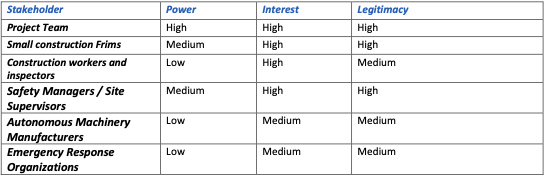 Stakeholder Power Interest Legitimacy
Project Team High High High
Small construction Frims Medium High High
Construction workers and Low High Medium
inspectors
Safety Managers / Site Medium High High
Supervisors
Autonomous Machinery Low Medium Medium
Manufacturers
Emergency Response Low Medium Medium
Organizations